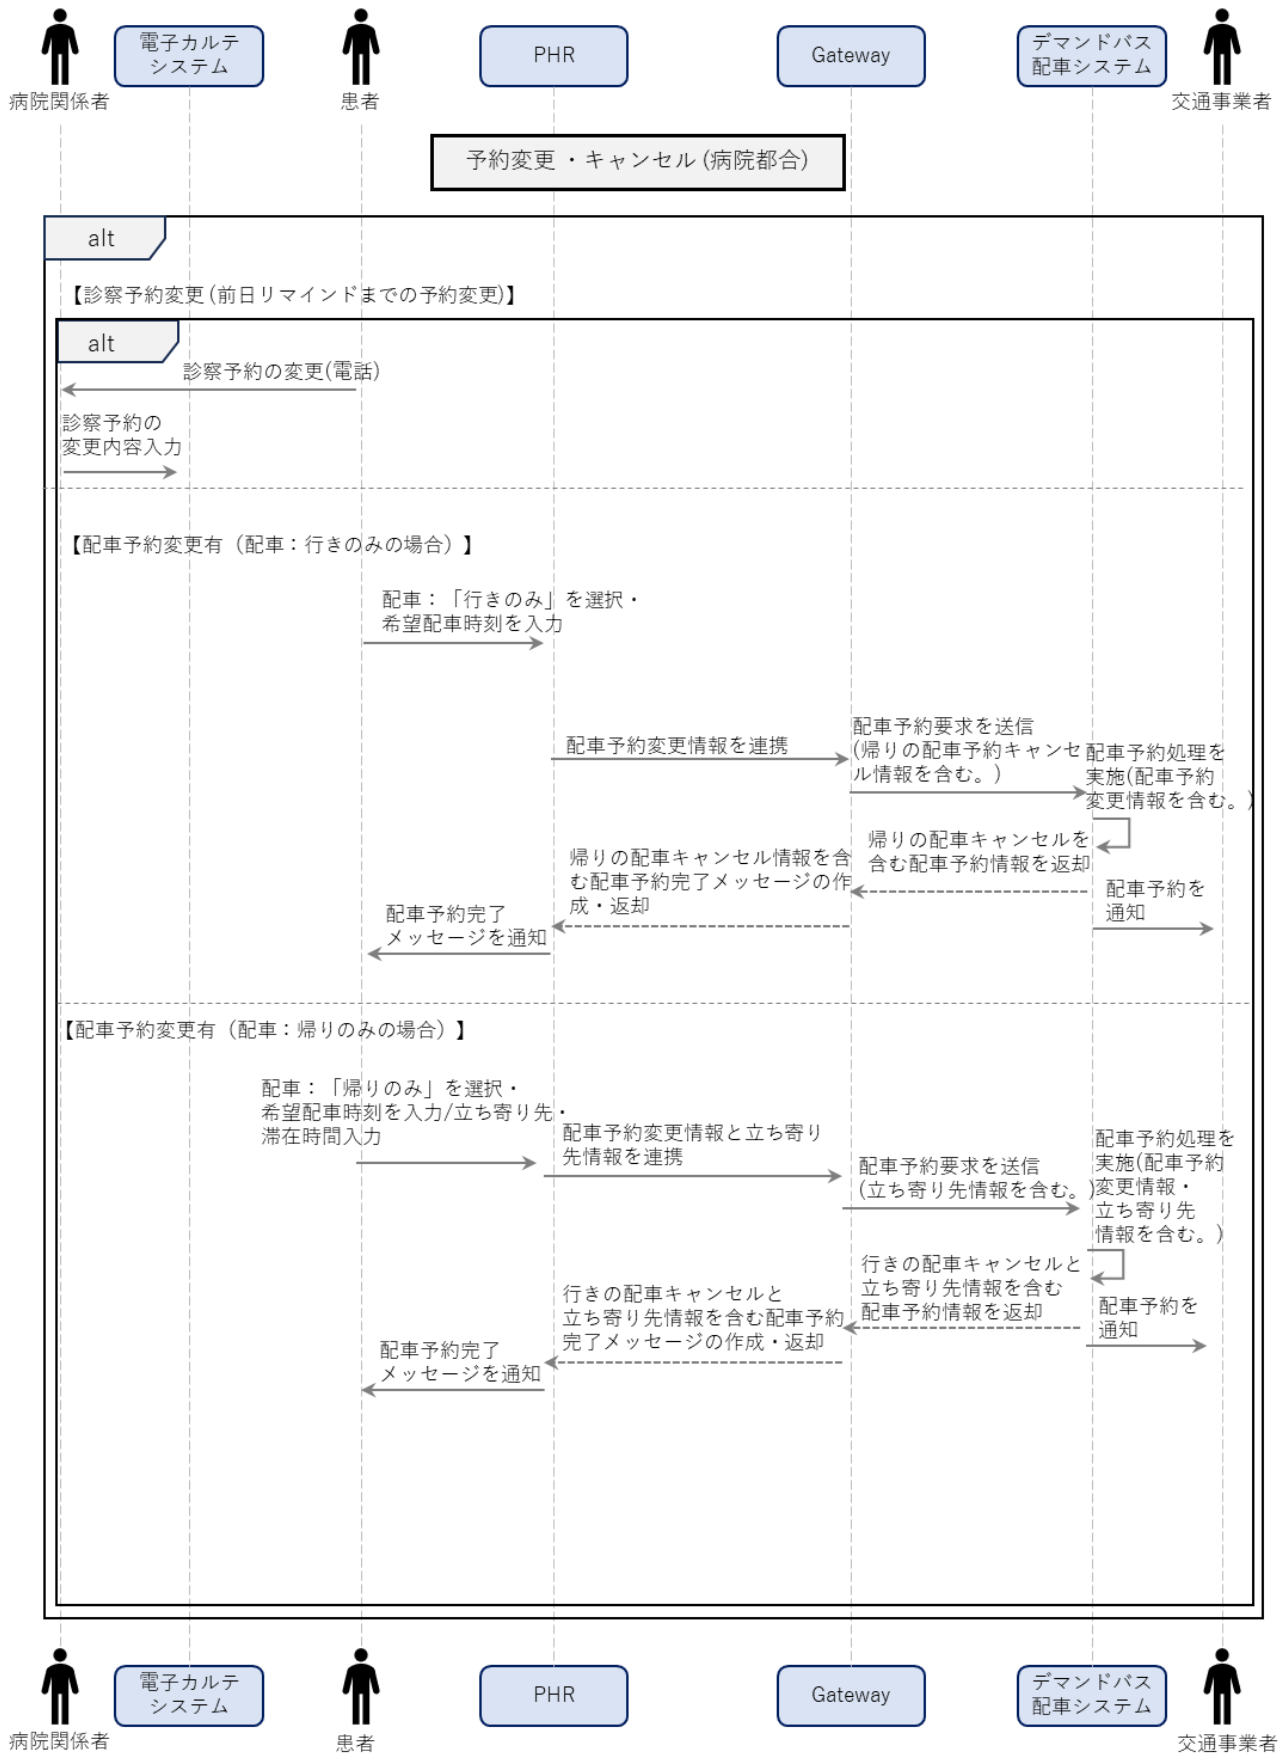 電子カルテ
システム
PHR
Gateway
デマンドバス
配車システム
病院関係者
患者
交通事業者
予約変更・キャンセル(病院都合)
alt
【診察予約変更(前日リマインドまでの予約変更)】
alt
診察予約の変更(電話)
診察予約の
変更内容入力
【配車予約変更有（配車：行きのみの場合）】
配車：「行きのみ」を選択・
希望配車時刻を入力
配車予約変更情報を連携
配車予約要求を送信
(帰りの配車予約キャンセ
ル情報を含む。)
配車予約処理を
実施(配車予約
変更情報を含む。)
帰りの配車キャンセルを
含む配車予約情報を返却
帰りの配車キャンセル情報を含
む配車予約完了メッセージの作
成・返却
配車予約を
通知
配車予約完了
メッセージを通知
【配車予約変更有（配車：帰りのみの場合）】
配車：「帰りのみ」を選択・
希望配車時刻を入力/立ち寄り先・
滞在時間入力
配車予約変更情報と立ち寄り
先情報を連携
配車予約要求を送信
(立ち寄り先情報を含む。)
配車予約処理を
実施(配車予約
変更情報・
立ち寄り先
情報を含む。)
行きの配車キャンセルと
立ち寄り先情報を含む
配車予約情報を返却
行きの配車キャンセルと
立ち寄り先情報を含む配車予約
完了メッセージの作成・返却
配車予約を
通知
配車予約完了
メッセージを通知
電子カルテ
システム
PHR
Gateway
デマンドバス
配車システム
病院関係者
患者
交通事業者